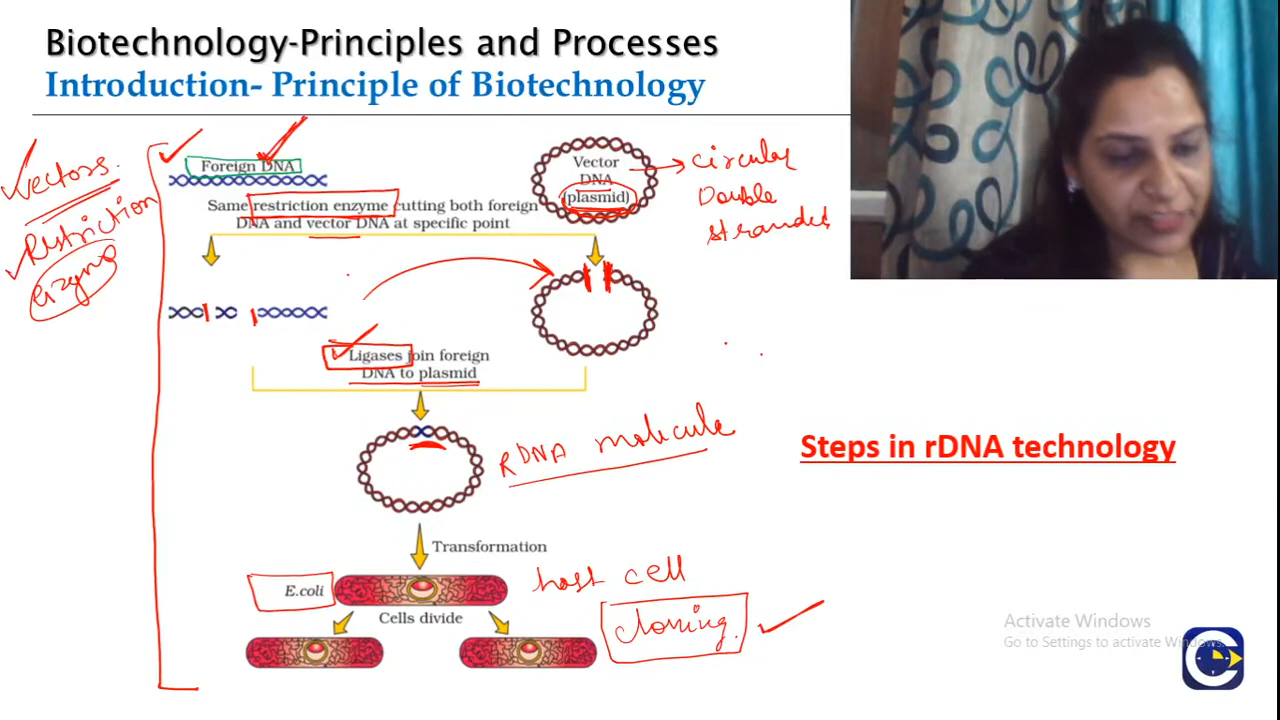 Biotechnology-Principles and Processes
Introduction- Principle of Biotechnology
Vectors.
Restriction
Enzyme
Foreign DNA
Same restriction enzyme cutting both foreign
DNA and vector DNA at specific point
Vector
DNA
(plasmid)
circular
Double
stranded
Ligases join foreign
DNA to plasmid
RDNA molecule
Steps in rDNA technology
Transformation
E.coli
host cell
Cells divide
cloning.
Activate Windows
Go to Settings to activate Windows.